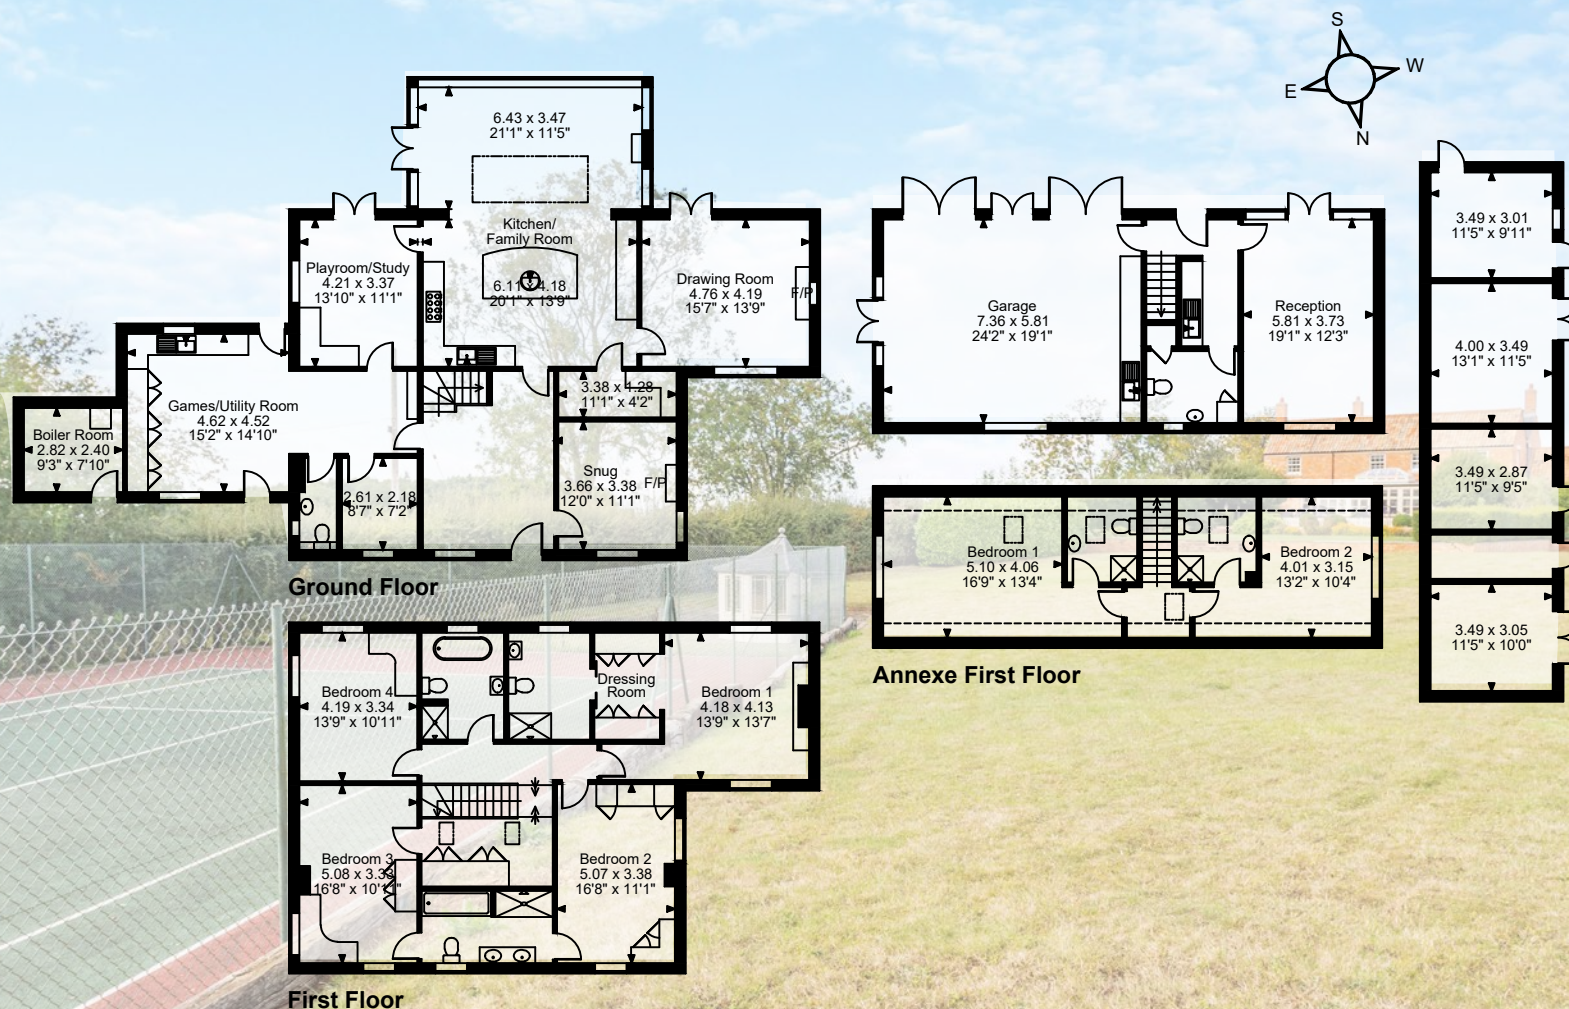 S
W
E
N
6.43 x 3.47
21'1" x 11'5"
Kitchen/
Family Room
6.11 x 4.18
20'1" x 13'9"
Playroom/Study
4.21 x 3.37
13'10" x 11'1"
Drawing Room
4.76 x 4.19
15'7" x 13'9"
F/P
Games/Utility Room
4.62 x 4.52
15'2" x 14'10"
Boiler Room
2.82 x 2.40
9'3" x 7'10"
3.38 x 1.28
11'1" x 4'2"
Snug
3.66 x 3.38
12'0" x 11'1"
F/P
2.61 x 2.18
8'7" x 7'2"
Ground Floor
Garage
7.36 x 5.81
24'2" x 19'1"
Reception
5.81 x 3.73
19'1" x 12'3"
Bedroom 1
5.10 x 4.06
16'9" x 13'4"
Bedroom 2
4.01 x 3.15
13'2" x 10'4"
Annexe First Floor
3.49 x 3.01
11'5" x 9'11"
4.00 x 3.49
13'1" x 11'5"
3.49 x 2.87
11'5" x 9'5"
3.49 x 3.05
11'5" x 10'0"
Bedroom 4
4.19 x 3.34
13'9" x 10'11"
Dressing
Room
Bedroom 1
4.18 x 4.13
13'9" x 13'7"
Bedroom 3
5.08 x 3.33
16'8" x 10'11"
Bedroom 2
5.07 x 3.38
16'8" x 11'1"
First Floor